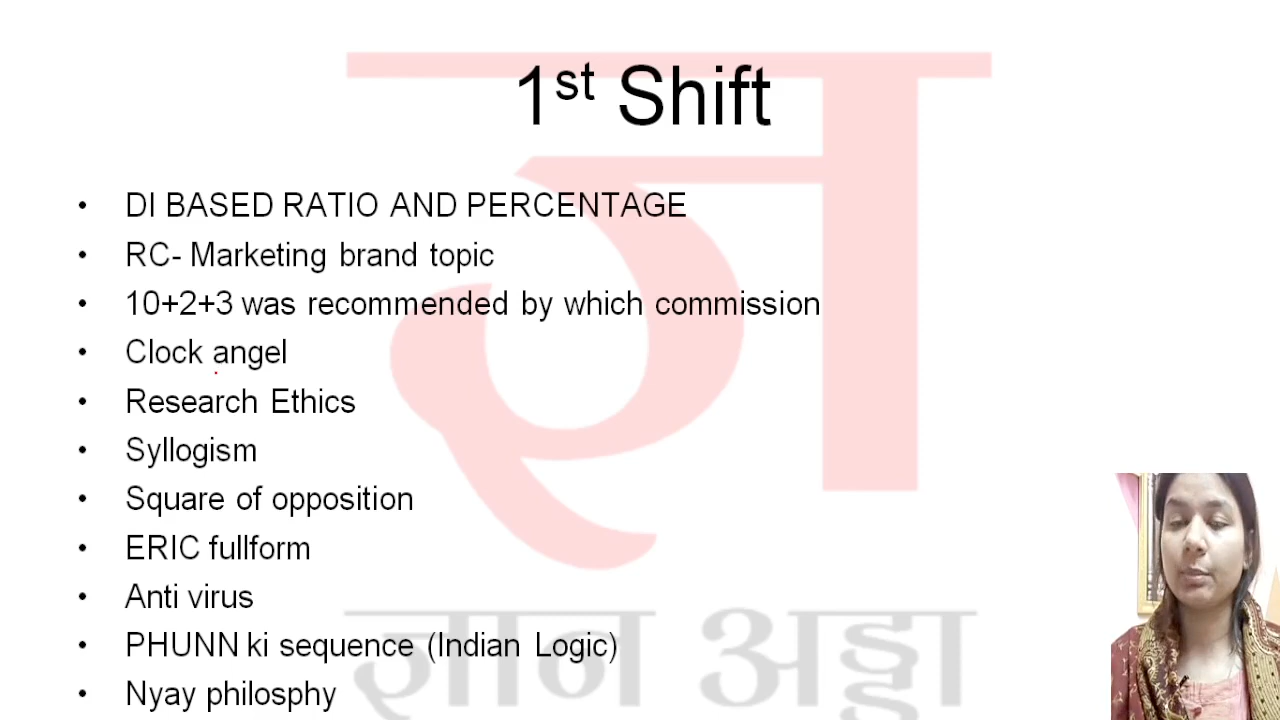 1st Shift
• DI BASED RATIO AND PERCENTAGE
• RC- Marketing brand topic
• 10+2+3 was recommended by which commission
• Clock angel
• Research Ethics
• Syllogism
• Square of opposition
• ERIC fullform
• Anti virus
• PHUNN ki sequence (Indian Logic)
• Nyay philosphy
ज्ञान अड्डा